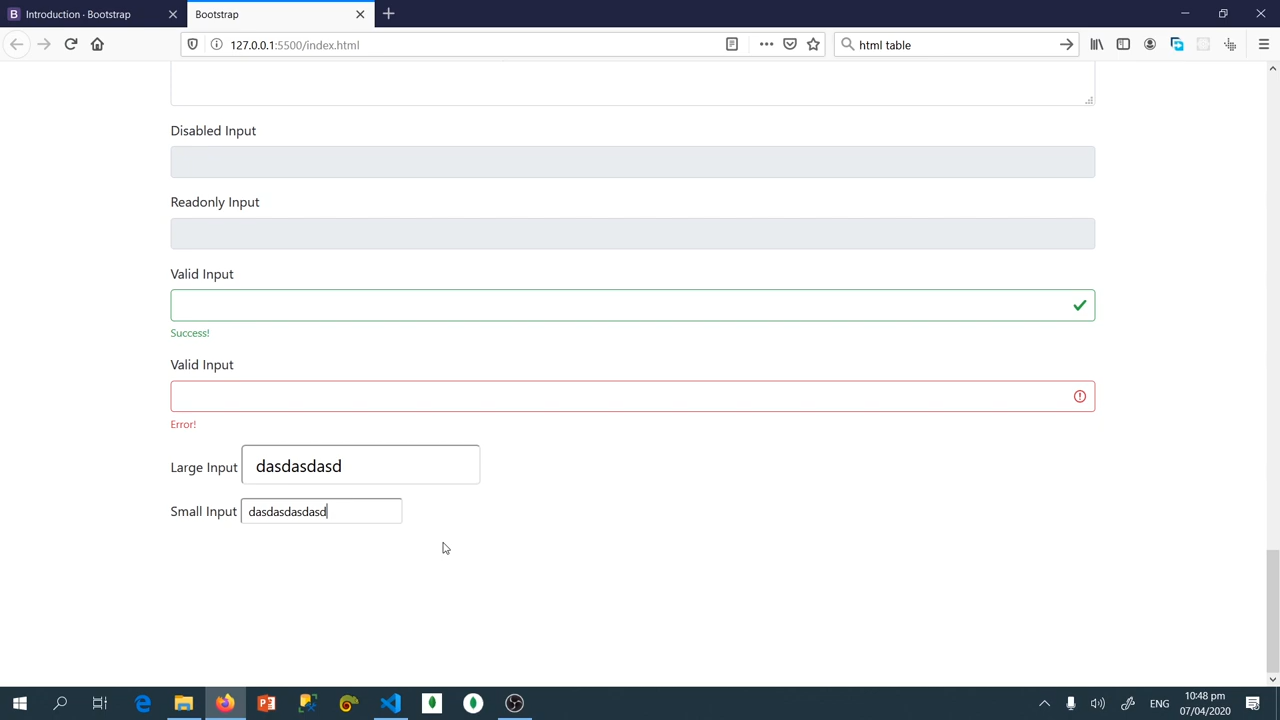 Introduction · Bootstrap
Bootstrap
127.0.0.1:5500/index.html
html table
Disabled Input
Readonly Input
Valid Input
Success!
Valid Input
Error!
Large Input dasdasdasd
Small Input dasdasdasdasd
ENG
10:48 pm
07/04/2020